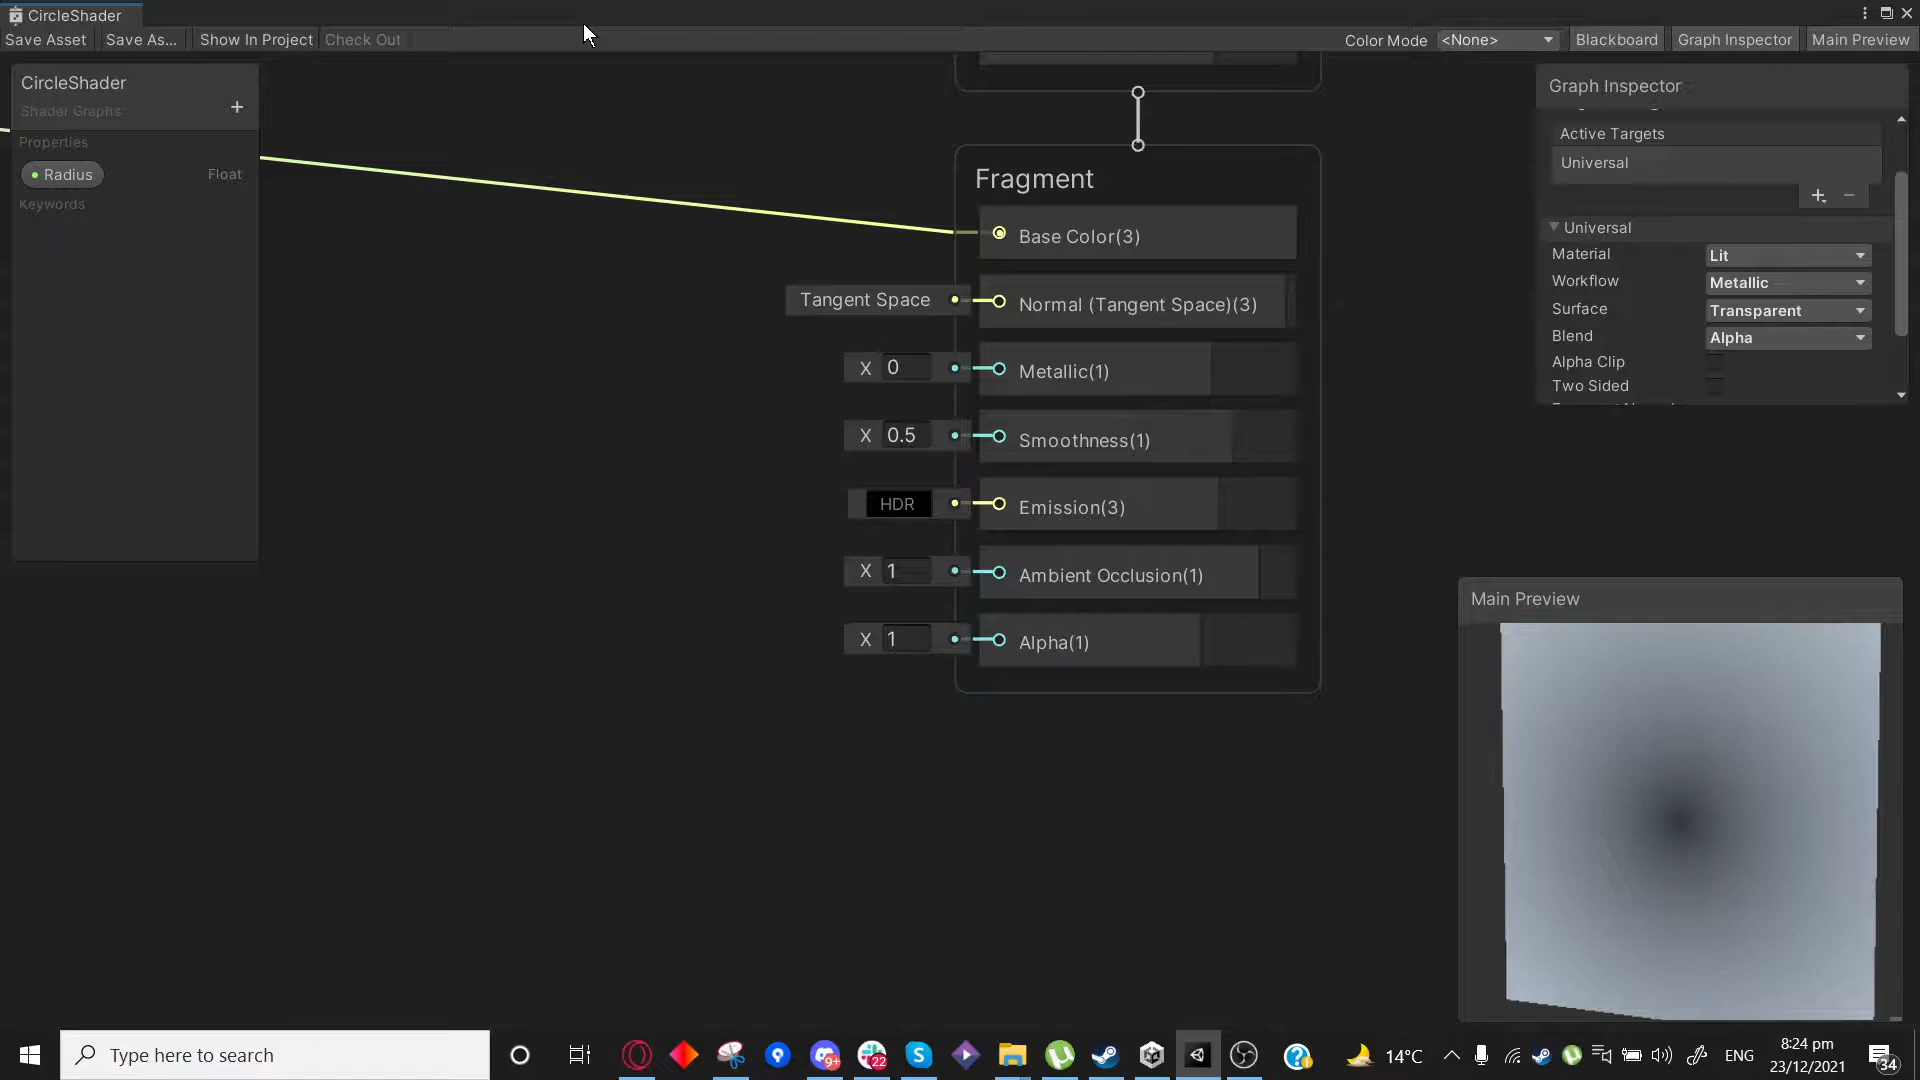 CircleShader
Save Asset
Save As...
Show In Project
Check Out
Color Mode
<None>
Blackboard
Graph Inspector
Main Preview
CircleShader
Shader Graphs
+
Properties
Radius
Float
Keywords
Fragment
Base Color(3)
Tangent Space
Normal (Tangent Space)(3)
X 0
Metallic(1)
X 0.5
Smoothness(1)
HDR
Emission(3)
X 1
Ambient Occlusion(1)
X 1
Alpha(1)
Graph Inspector
Active Targets
Universal
Universal
Material
Lit
Workflow
Metallic
Surface
Transparent
Blend
Alpha
Alpha Clip
Two Sided
Main Preview
Type here to search
9+
22
14°C
ENG
8:24 pm
23/12/2021
34